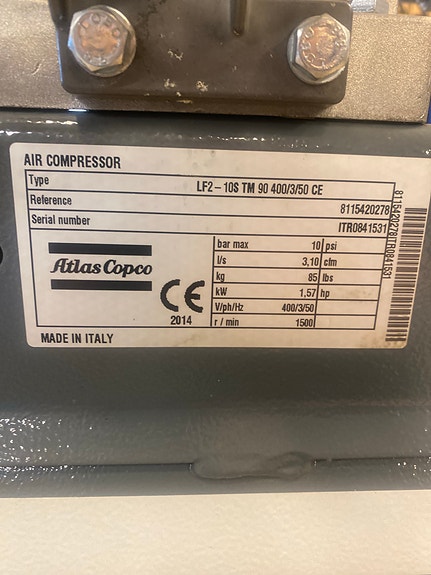 AIR COMPRESSOR
Type LF2 - 10S TM 90 400/3/50 CE
Reference 8115420278
Serial number ITR0841531
bar max 10 psi
l/s 3,10 cfm
kg 85 lbs
kW 1,57 hp
V/ph/Hz 400/3/50
r / min 1500
Atlas Copco
CE
2014
MADE IN ITALY
8115420278ITR0841531